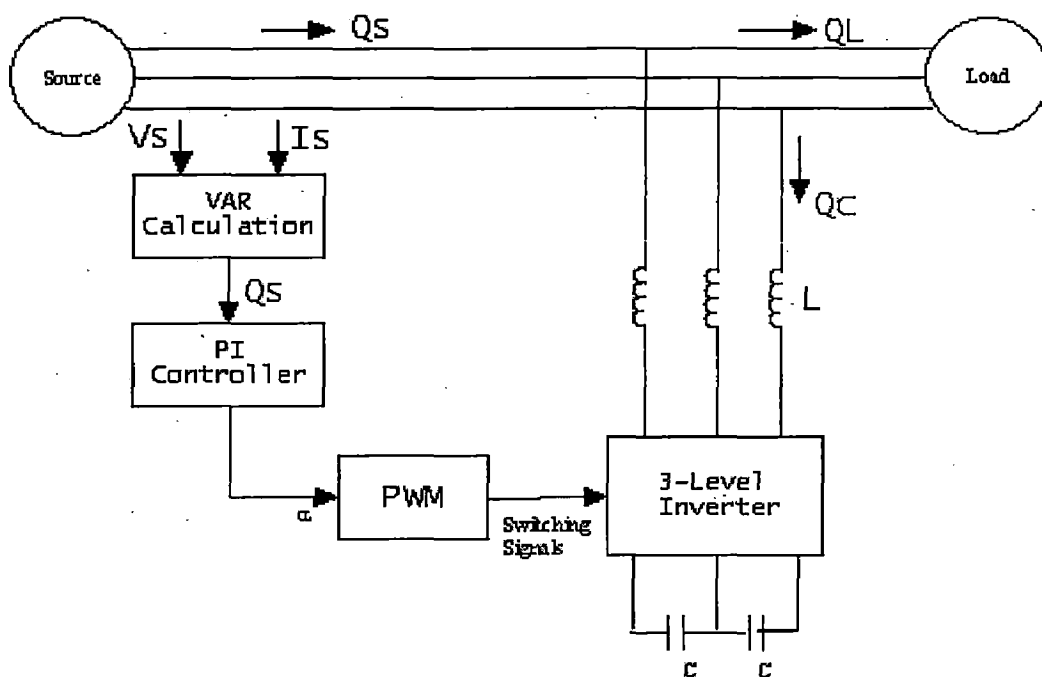 QS
QL
Source
Load
VS
IS
VAR
Calculation
QC
QS
L
PI
Controller
3-Level
Inverter
PWM
α
Switching
Signals
C
C